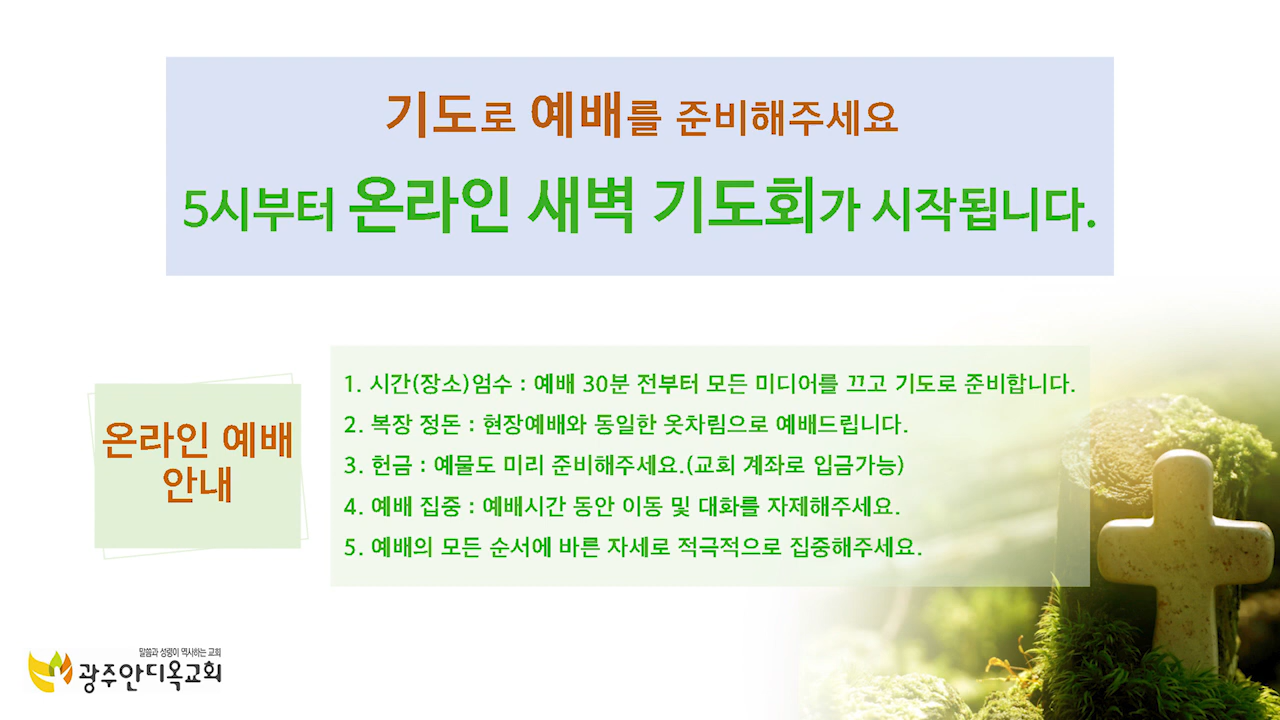 기도로 예배를 준비해주세요
5시부터 온라인 새벽 기도회가 시작됩니다.
온라인 예배
안내
1. 시간(장소)엄수 : 예배 30분 전부터 모든 미디어를 끄고 기도로 준비합니다.
2. 복장 정돈 : 현장예배와 동일한 옷차림으로 예배드립니다.
3. 헌금 : 예물도 미리 준비해주세요.(교회 계좌로 입금가능)
4. 예배 집중 : 예배시간 동안 이동 및 대화를 자제해주세요.
5. 예배의 모든 순서에 바른 자세로 적극적으로 집중해주세요.
말씀과 성령이 역사하는 교회
광주안디옥교회